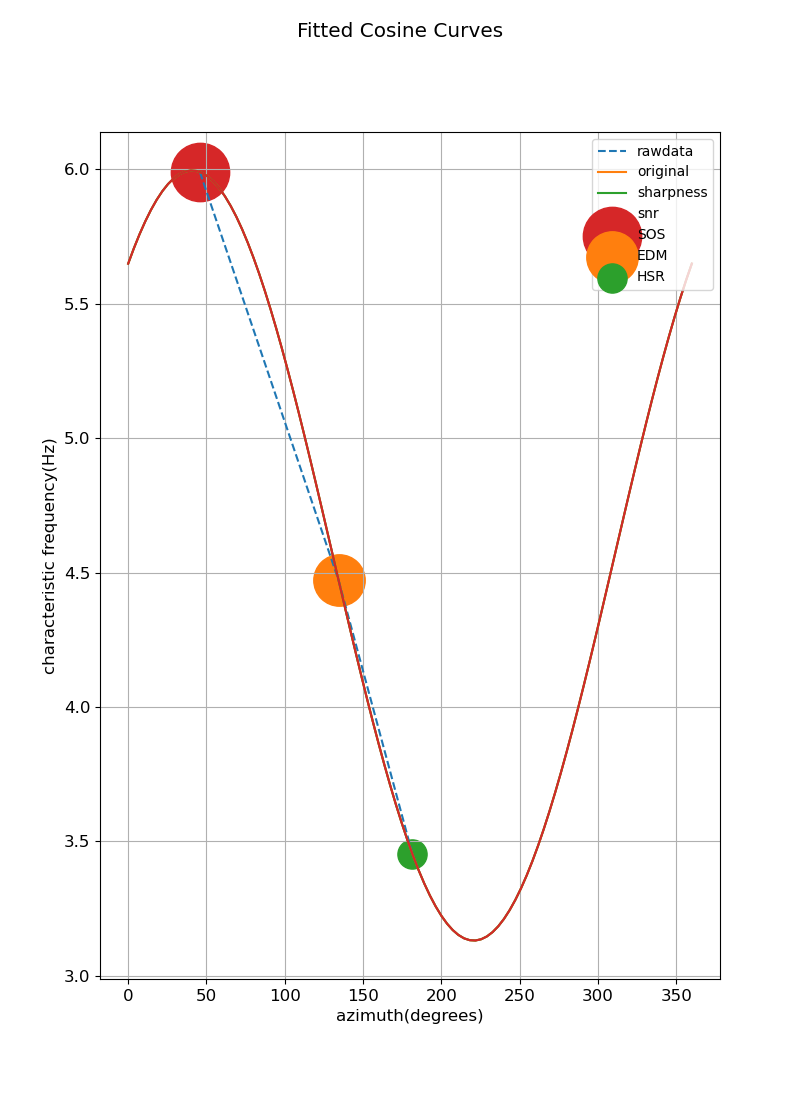 Fitted Cosine Curves
rawdata
original
sharpness
snr
SOS
EDM
HSR
characteristic frequency(Hz)
6.0
5.5
5.0
4.5
4.0
3.5
3.0
0 50 100 150 200 250 300 350
azimuth(degrees)